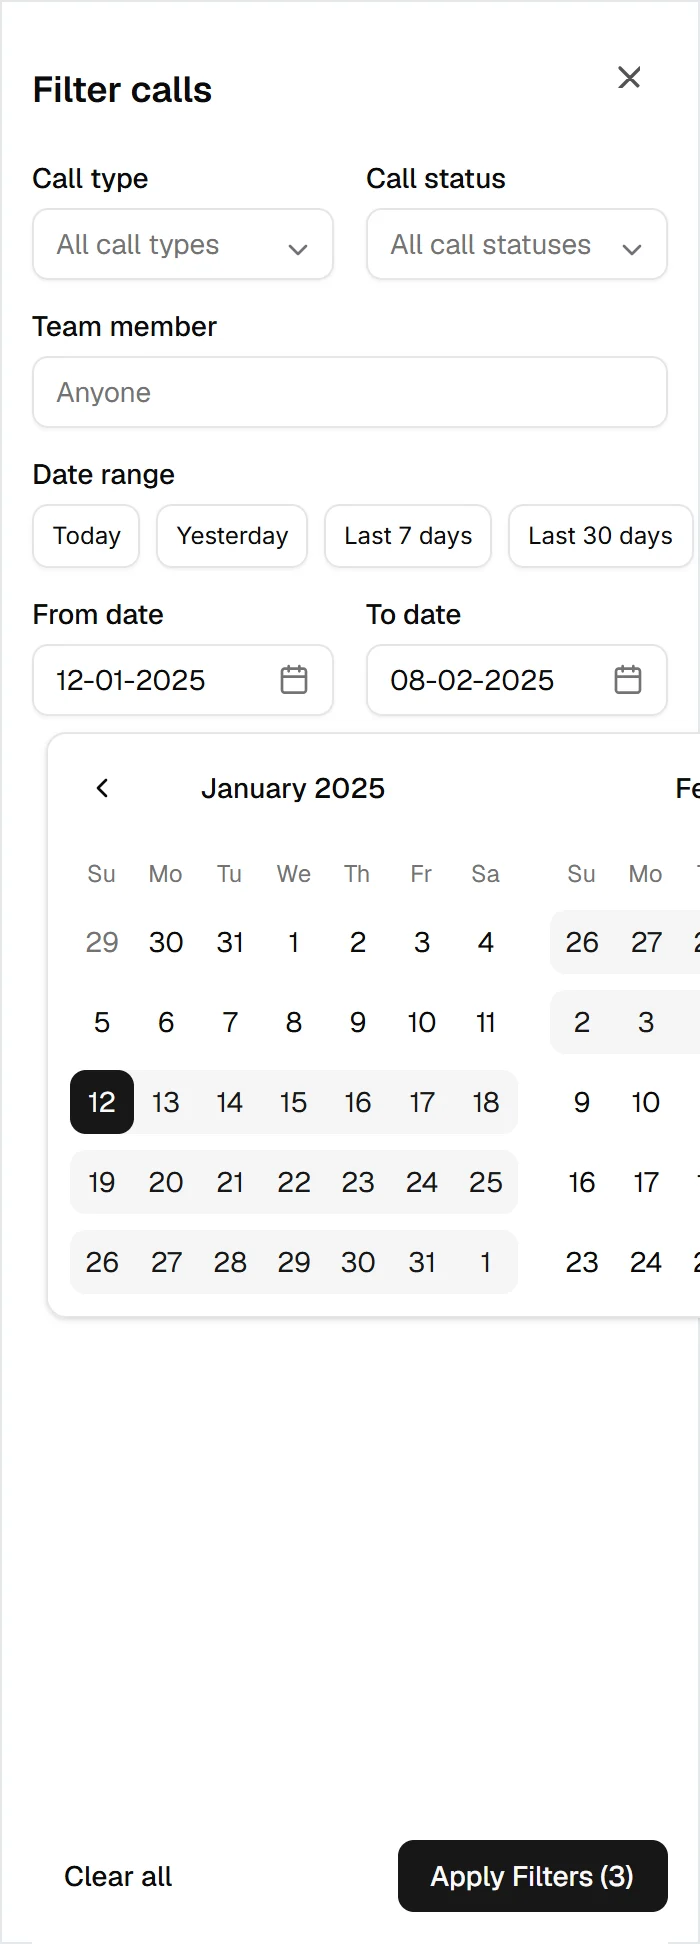 Filter calls
Call type Call status
All call types All call statuses
Team member
Anyone
Date range
Today Yesterday Last 7 days Last 30 days
From date To date
12-01-2025 08-02-2025
January 2025
Su Mo Tu We Th Fr Sa Su Mo
29 30 31 1 2 3 4 26 27
5 6 7 8 9 10 11 2 3
12 13 14 15 16 17 18 9 10
19 20 21 22 23 24 25 16 17
26 27 28 29 30 31 1 23 24
Clear all Apply Filters (3)